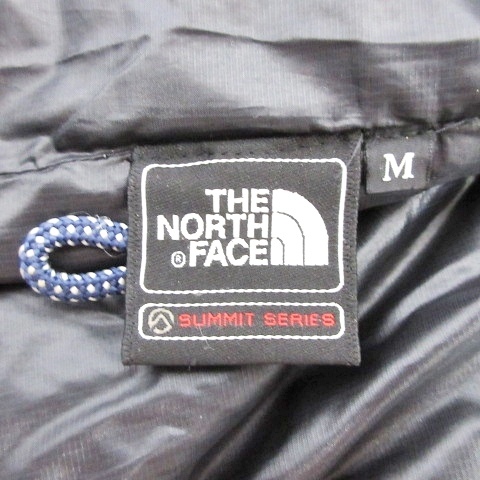 THE
NORTH
® FACE
SUMMIT SERIES
M